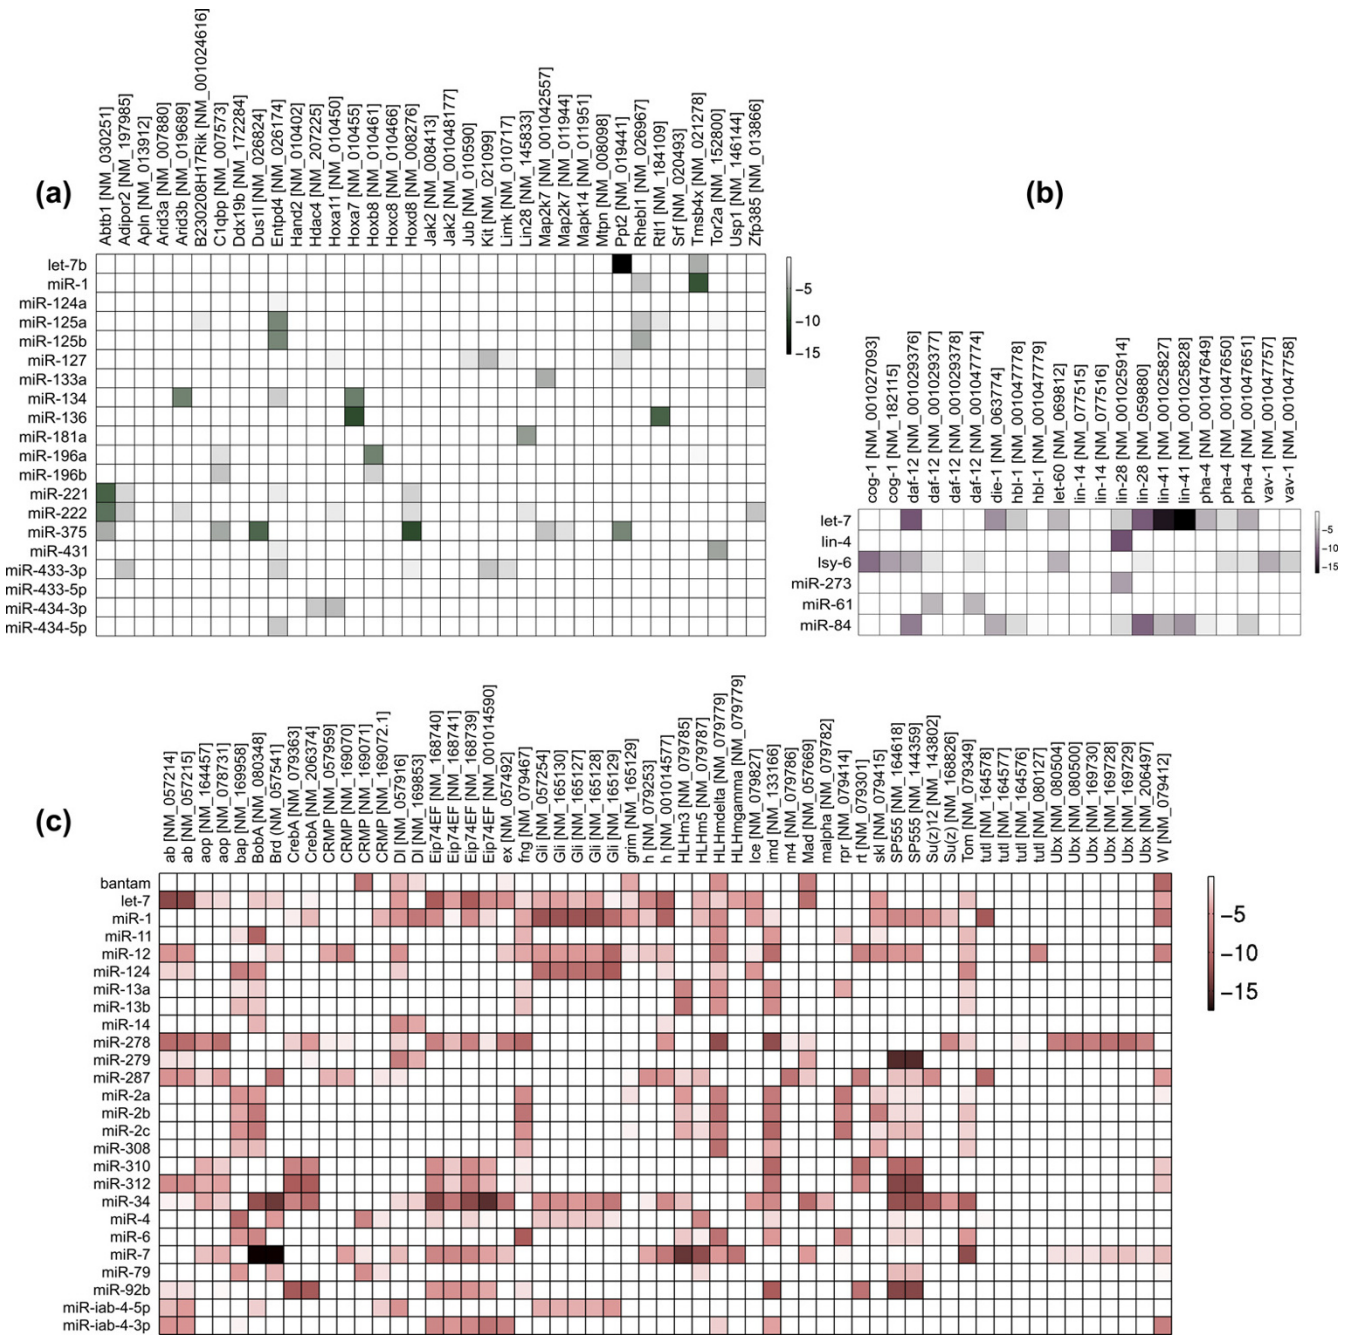 (a)
Abtb1 [NM_030251]
Adipor2 [NM_197985]
Apln [NM_013912]
Arid3a [NM_007880]
Arid3b [NM_019689]
B230208H17Rik [NM_001024616]
C1qbp [NM_007573]
Ddx19b [NM_172284]
Dus1l [NM_026824]
Entpd4 [NM_026174]
Hand2 [NM_010402]
Hdac4 [NM_207225]
Hoxa11 [NM_010450]
Hoxa7 [NM_010455]
Hoxb8 [NM_010461]
Hoxc8 [NM_010466]
Hoxd8 [NM_008276]
Jak2 [NM_008413]
Jak2 [NM_001048177]
Jub [NM_010590]
Kit [NM_021099]
Limk [NM_010717]
Lin28 [NM_145833]
Map2k7 [NM_001042557]
Map2k7 [NM_011944]
Mapk14 [NM_011951]
Mtpn [NM_008098]
Ppt2 [NM_019441]
Rhebl1 [NM_026967]
Rtl1 [NM_184109]
Srf [NM_020493]
Tmsb4x [NM_021278]
Tor2a [NM_152800]
Usp1 [NM_146144]
Zfp385 [NM_013866]
let-7b
miR-1
miR-124a
miR-125a
miR-125b
miR-127
miR-133a
miR-134
miR-136
miR-181a
miR-196a
miR-196b
miR-221
miR-222
miR-375
miR-431
miR-433-3p
miR-433-5p
miR-434-3p
miR-434-5p
-5
-10
-15
(b)
cog-1 [NM_001027093]
cog-1 [NM_182115]
daf-12 [NM_001029376]
daf-12 [NM_001029377]
daf-12 [NM_001029378]
daf-12 [NM_001047774]
die-1 [NM_063774]
hbl-1 [NM_001047778]
hbl-1 [NM_001047779]
let-60 [NM_069812]
lin-14 [NM_077515]
lin-14 [NM_077516]
lin-28 [NM_001025914]
lin-28 [NM_059880]
lin-41 [NM_001025827]
lin-41 [NM_001025828]
pha-4 [NM_001047649]
pha-4 [NM_001047650]
pha-4 [NM_001047651]
vav-1 [NM_001047757]
vav-1 [NM_001047758]
let-7
lin-4
lsy-6
miR-273
miR-61
miR-84
-5
-10
-15
(c)
ab [NM_057214]
ab [NM_057215]
aop [NM_164457]
aop [NM_078731]
bap [NM_169958]
BobA [NM_080348]
Brd (NM_057541]
CrebA [NM_079363]
CrebA [NM_206374]
CRMP [NM_057959]
CRMP [NM_169070]
CRMP [NM_169071]
CRMP [NM_169072.1]
Dl [NM_057916]
Dl [NM_169853]
Eip74EF [NM_168740]
Eip74EF [NM_168741]
Eip74EF [NM_168739]
Eip74EF [NM_001014590]
ex [NM_057492]
fng [NM_079467]
Gli [NM_057254]
Gli [NM_165130]
Gli [NM_165127]
Gli [NM_165128]
Gli [NM_165129]
grim [NM_165129]
h [NM_079253]
h [NM_001014577]
HLHm3 [NM_079785]
HLHm5 [NM_079787]
HLHmdelta [NM_079779]
HLHmgamma [NM_079779]
Ice [NM_079827]
imd [NM_133166]
m4 [NM_079786]
Mad [NM_057669]
malpha [NM_079782]
rpr [NM_079414]
rt [NM_079301]
skl [NM_079415]
SP555 [NM_164618]
SP555 [NM_144359]
Su(z)12 [NM_143802]
Su(z) [NM_168826]
Tom [NM_079349]
tutl [NM_164578]
tutl [NM_164577]
tutl [NM_164576]
tutl [NM_080127]
Ubx [NM_080504]
Ubx [NM_080500]
Ubx [NM_169730]
Ubx [NM_169728]
Ubx [NM_169729]
Ubx [NM_206497]
W [NM_079412]
bantam
let-7
miR-1
miR-11
miR-12
miR-124
miR-13a
miR-13b
miR-14
miR-278
miR-279
miR-287
miR-2a
miR-2b
miR-2c
miR-308
miR-310
miR-312
miR-34
miR-4
miR-6
miR-7
miR-79
miR-92b
miR-iab-4-5p
miR-iab-4-3p
-5
-10
-15